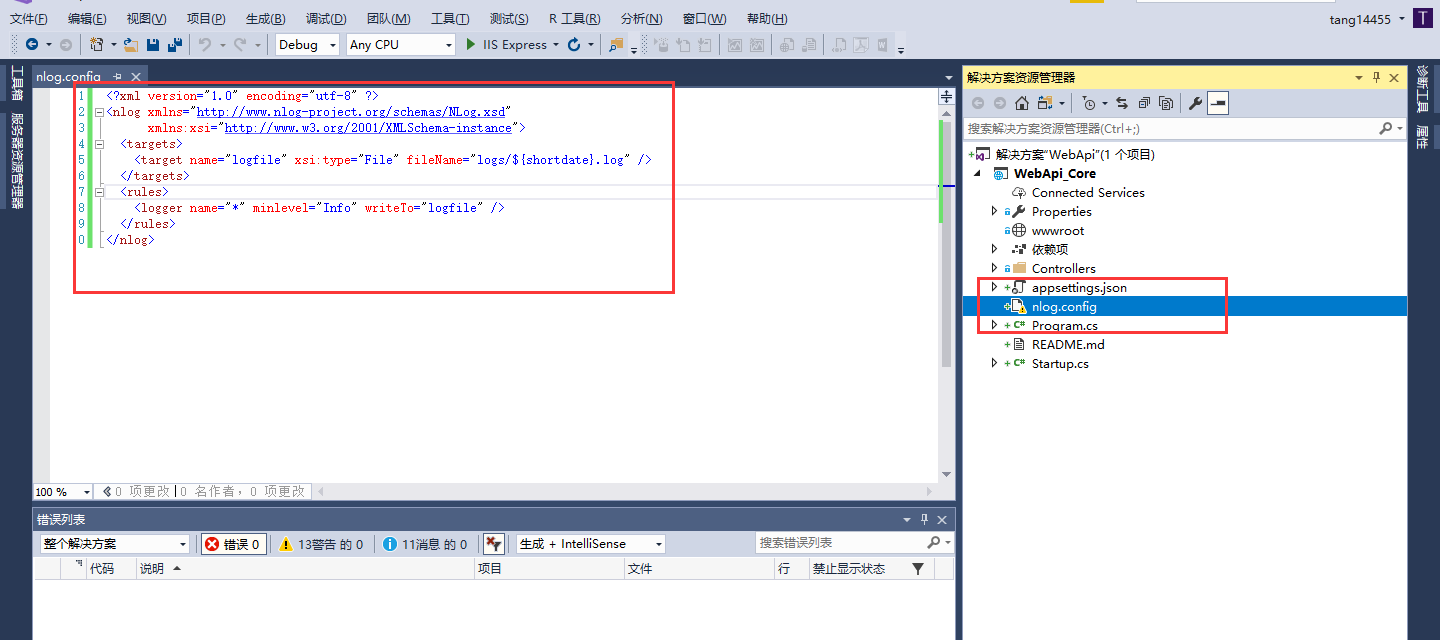 文件(F) 编辑(E) 视图(V) 项目(P) 生成(B) 调试(D) 团队(M) 工具(T) 测试(S) R 工具(R) 分析(N) 窗口(W) 帮助(H) tang14455 T
Debug Any CPU IIS Express
工具箱
服务器资源管理器
nlog.config
1 <?xml version="1.0" encoding="utf-8" ?>
2 <nlog xmlns="http://www.nlog-project.org/schemas/NLog.xsd"
3 xmlns:xsi="http://www.w3.org/2001/XMLSchema-instance">
4 <targets>
5 <target name="logfile" xsi:type="File" fileName="logs/${shortdate}.log" />
6 </targets>
7 <rules>
8 <logger name="*" minlevel="Info" writeTo="logfile" />
9 </rules>
0 </nlog>
100 % 0 项更改 | 0 名作者, 0 项更改
错误列表
整个解决方案 错误 0 13警告 的 0 11消息 的 0 生成 + IntelliSense 搜索错误列表
代码 说明 项目 文件 行 禁止显示状态
解决方案资源管理器
搜索解决方案资源管理器(Ctrl+;)
解决方案"WebApi"(1 个项目)
WebApi_Core
Connected Services
Properties
wwwroot
依赖项
Controllers
appsettings.json
nlog.config
Program.cs
README.md
Startup.cs
诊断工具
属性